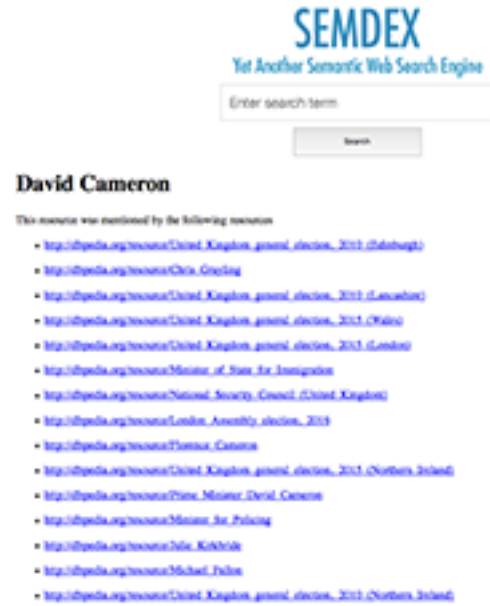 SEMDEX
Yet Another Semantic Web Search Engine
Enter search term
Search
David Cameron
This resource was mentioned by the following resources
http://dbpedia.org/resource/United_Kingdom_general_election,_2010_(Edinburgh)
http://dbpedia.org/resource/Chris_Grayling
http://dbpedia.org/resource/United_Kingdom_general_election,_2010_(Lancashire)
http://dbpedia.org/resource/United_Kingdom_general_election,_2015_(Wales)
http://dbpedia.org/resource/United_Kingdom_general_election,_2015_(London)
http://dbpedia.org/resource/Minister_of_State_for_Immigration
http://dbpedia.org/resource/National_Security_Council_(United_Kingdom)
http://dbpedia.org/resource/London_Assembly_election,_2016
http://dbpedia.org/resource/Florence_Cameron
http://dbpedia.org/resource/United_Kingdom_general_election,_2015_(Northern_Ireland)
http://dbpedia.org/resource/Prime_Minister_David_Cameron
http://dbpedia.org/resource/Minister_for_Policing
http://dbpedia.org/resource/Julie_Kirkbride
http://dbpedia.org/resource/Michael_Fallon
http://dbpedia.org/resource/United_Kingdom_general_election,_2010_(Northern_Ireland)